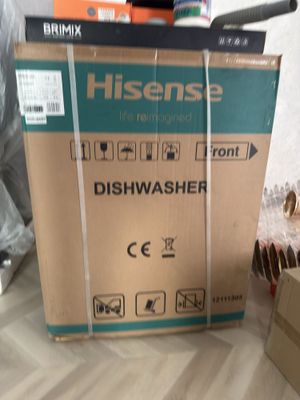 BRIMIX
Hisense
life reimagined
Front
DISHWASHER
CE